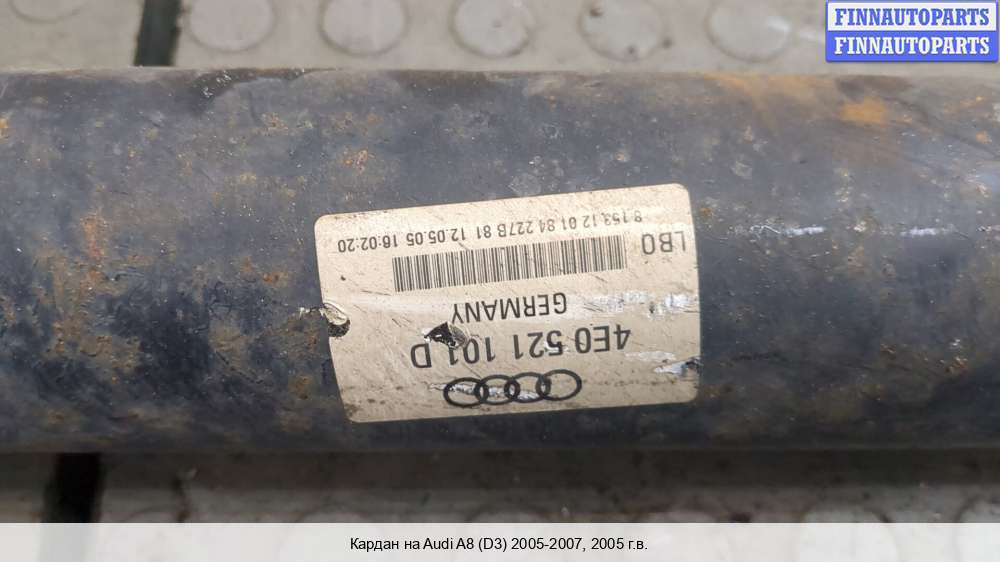 FINNAUTOPARTS
FINNAUTOPARTS
4E0 521 101 D
GERMANY
LBO
8 153 12 01 84 227B 81 12.05.05 16:02:20
Кардан на Audi A8 (D3) 2005-2007, 2005 г.в.